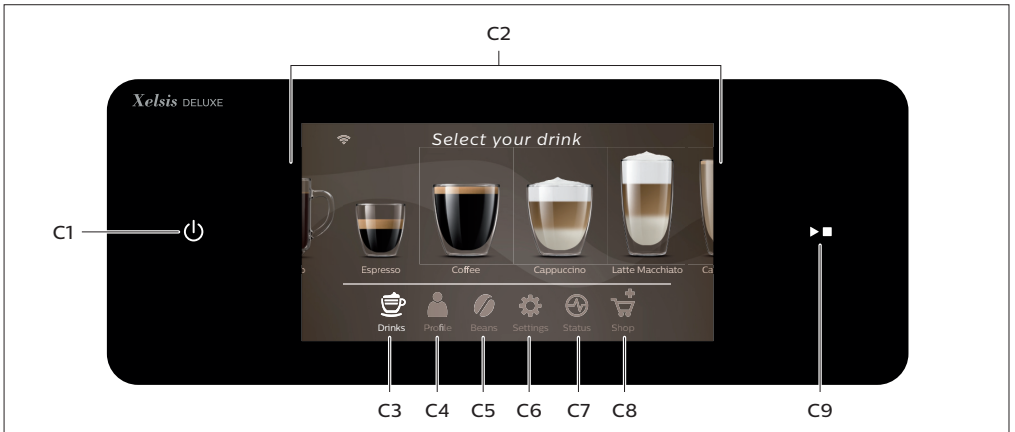 C2
Xelsis DELUXE
Select your drink
Espresso
Coffee
Cappuccino
Latte Macchiato
Ca
C1
Drinks
Profile
Beans
Settings
Status
Shop
C3
C4
C5
C6
C7
C8
C9